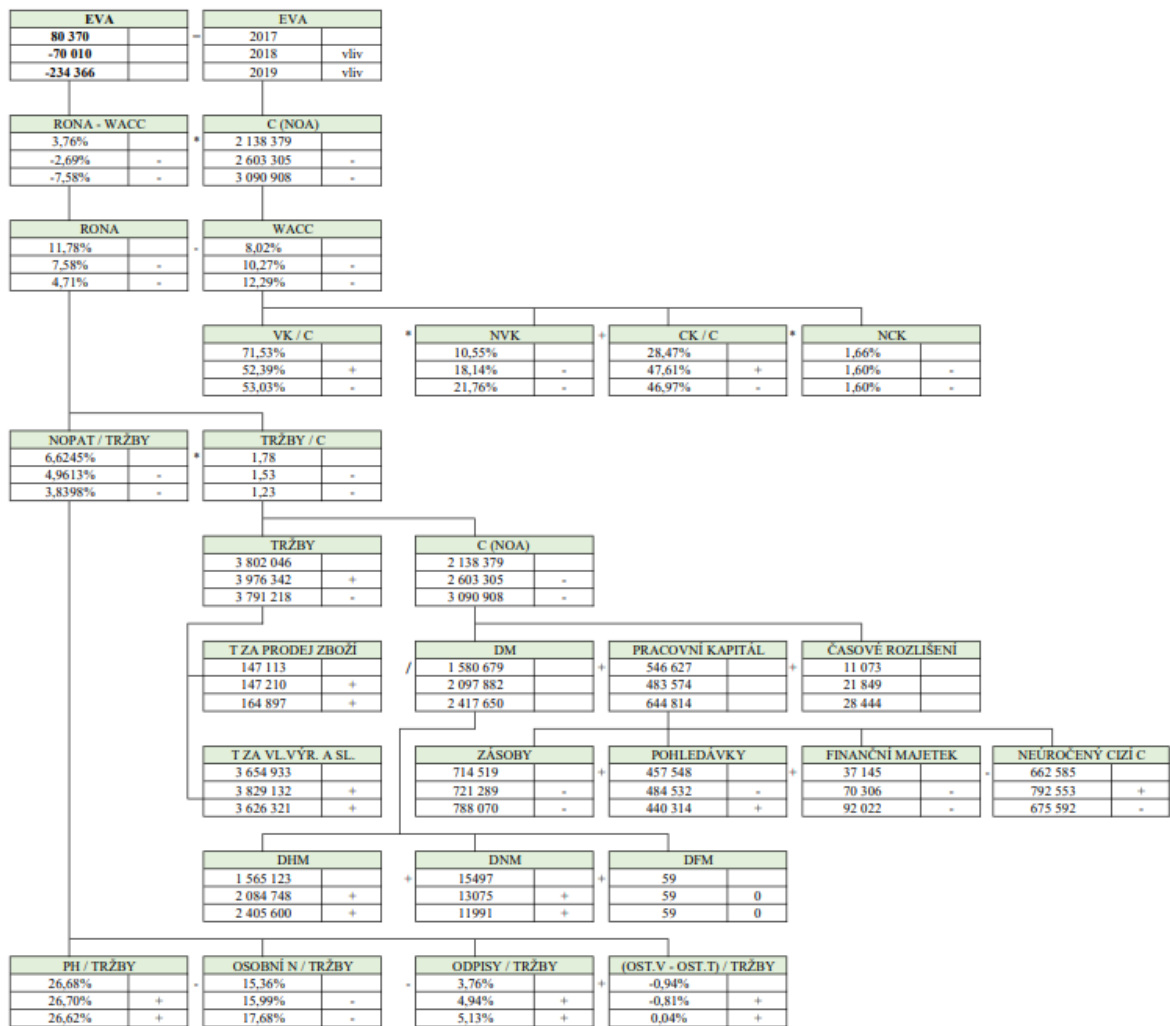 EVA EVA
80 370 = 2017
-70 010 2018 vliv
-234 366 2019 vliv
RONA - WACC C (NOA)
3,76% * 2 138 379
-2,69% - 2 603 305 -
-7,58% - 3 090 908 -
RONA WACC
11,78% - 8,02%
7,58% - 10,27% -
4,71% - 12,29% -
VK / C NVK CK / C NCK
71,53% * 10,55% + 28,47% * 1,66%
52,39% + 18,14% - 47,61% + 1,60% -
53,03% - 21,76% - 46,97% - 1,60% -
NOPAT / TRŽBY TRŽBY / C
6,6245% * 1,78
4,9613% - 1,53 -
3,8398% - 1,23 -
TRŽBY C (NOA)
3 802 046 2 138 379
3 976 342 + 2 603 305 -
3 791 218 - 3 090 908 -
T ZA PRODEJ ZBOŽÍ DM PRACOVNÍ KAPITÁL ČASOVÉ ROZLIŠENÍ
147 113 / 1 580 679 + 546 627 + 11 073
147 210 + 2 097 882 483 574 21 849
164 897 + 2 417 650 644 814 28 444
T ZA VL.VÝR. A SL. ZÁSOBY POHLEDÁVKY FINANČNÍ MAJETEK NEÚROČENÝ CIZÍ C
3 654 933 714 519 + 457 548 + 37 145 - 662 585
3 829 132 + 721 289 - 484 532 - 70 306 - 792 553 +
3 626 321 + 788 070 - 440 314 + 92 022 - 675 592 -
DHM DNM DFM
1 565 123 + 15497 + 59
2 084 748 + 13075 + 59 0
2 405 600 + 11991 + 59 0
PH / TRŽBY OSOBNÍ N / TRŽBY ODPISY / TRŽBY (OST.V - OST.T) / TRŽBY
26,68% - 15,36% - 3,76% + -0,94%
26,70% + 15,99% - 4,94% + -0,81% +
26,62% + 17,68% - 5,13% + 0,04% +